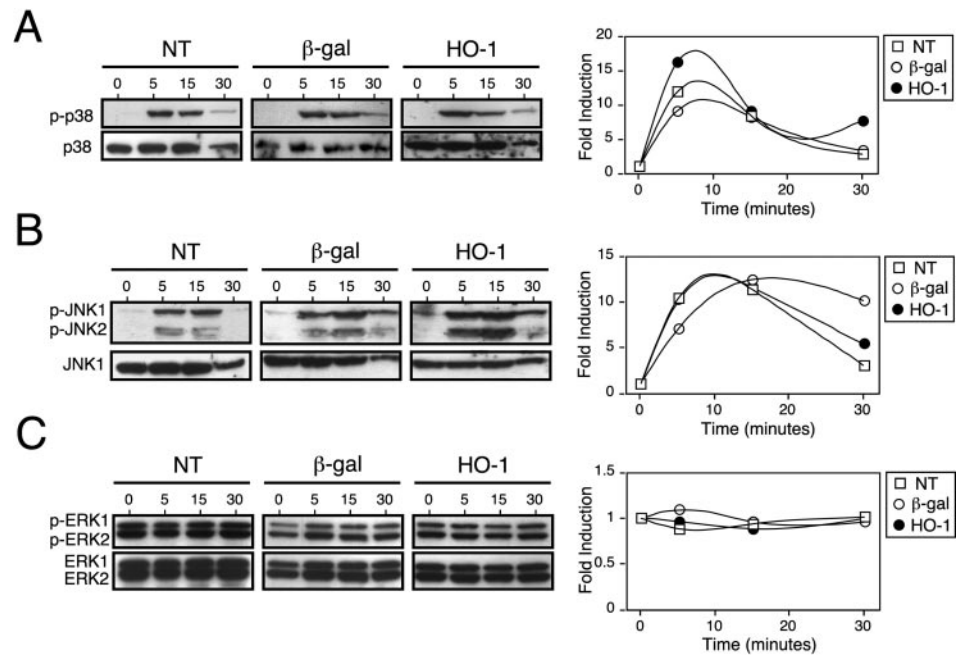 A
NT
β-gal
HO-1
0 5 15 30 0 5 15 30 0 5 15 30
p-p38
p38
20
15
10
5
0
Fold Induction
0 10 20 30
Time (minutes)
NT
β-gal
HO-1
B
NT
β-gal
HO-1
0 5 15 30 0 5 15 30 0 5 15 30
p-JNK1
p-JNK2
JNK1
15
10
5
0
Fold Induction
0 10 20 30
Time (minutes)
NT
β-gal
HO-1
C
NT
β-gal
HO-1
0 5 15 30 0 5 15 30 0 5 15 30
p-ERK1
p-ERK2
ERK1
ERK2
1.5
1
0.5
0
Fold Induction
0 10 20 30
Time (minutes)
NT
β-gal
HO-1